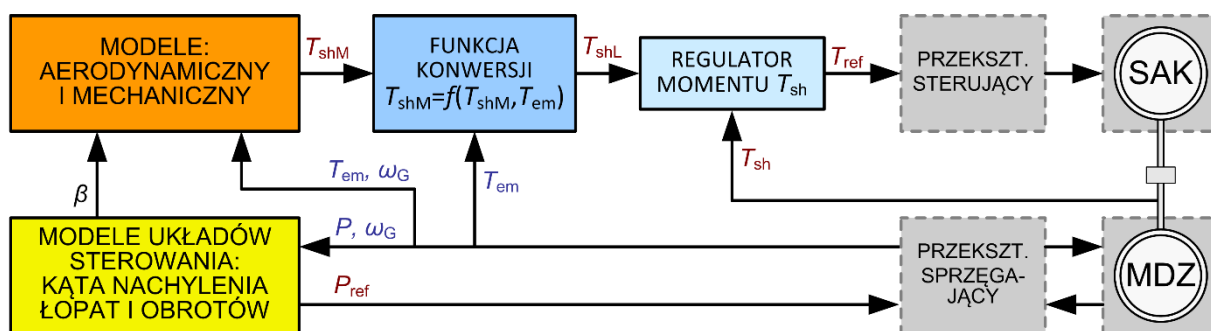 MODELE:
AERODYNAMICZNY
I MECHANICZNY
TshM
FUNKCJA
KONWERSJI
TshM=f(TshM,Tem)
TshL
REGULATOR
MOMENTU Tsh
Tref
PRZEKSZT.
STERUJĄCY
SAK
Tsh
Tem, ωG
Tem
β
P, ωG
MODELE UKŁADÓW
STEROWANIA:
KĄTA NACHYLENIA
ŁOPAT I OBROTÓW
Pref
PRZEKSZT.
SPRZĘGA-
JĄCY
MDZ